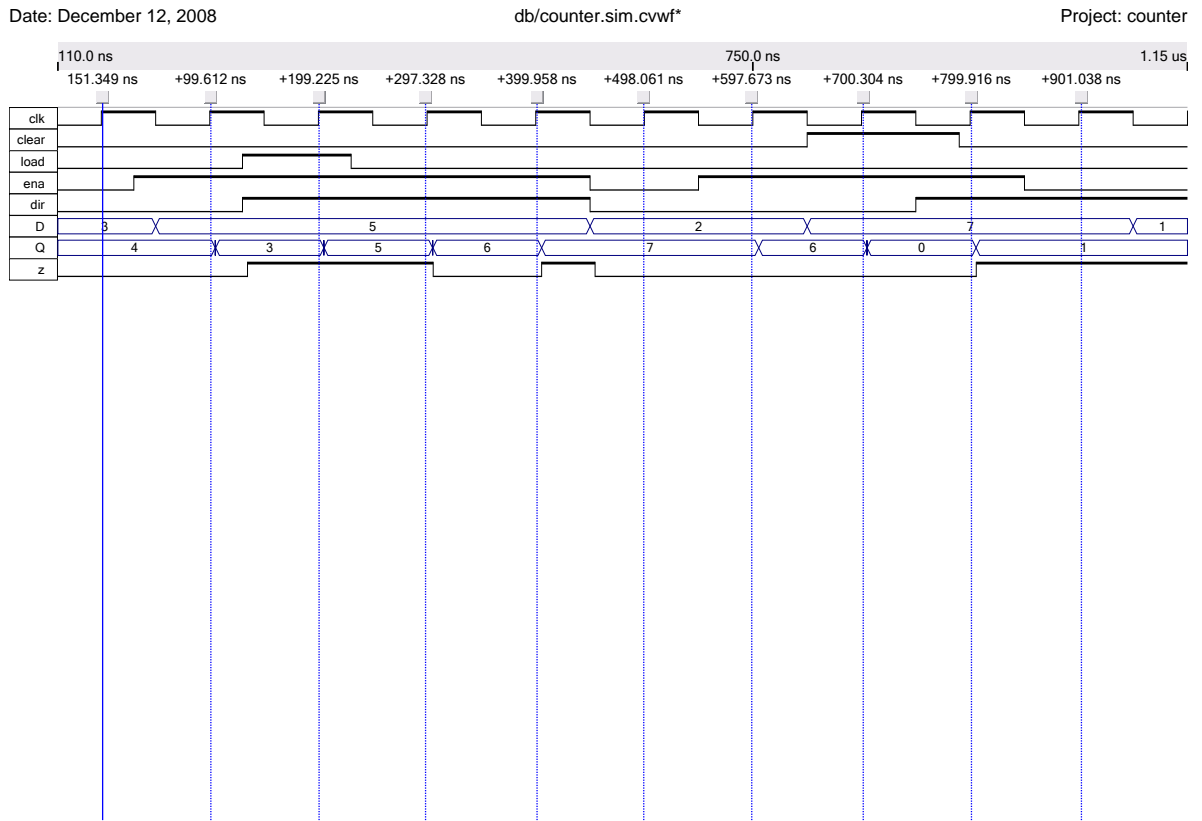 Date: December 12, 2008 db/counter.sim.cvwf* Project: counter
110.0 ns 750.0 ns 1.15 us
151.349 ns +99.612 ns +199.225 ns +297.328 ns +399.958 ns +498.061 ns +597.673 ns +700.304 ns +799.916 ns +901.038 ns
clk
clear
load
ena
dir
D 3 5 2 7 1
Q 4 3 5 6 7 6 0 1
z